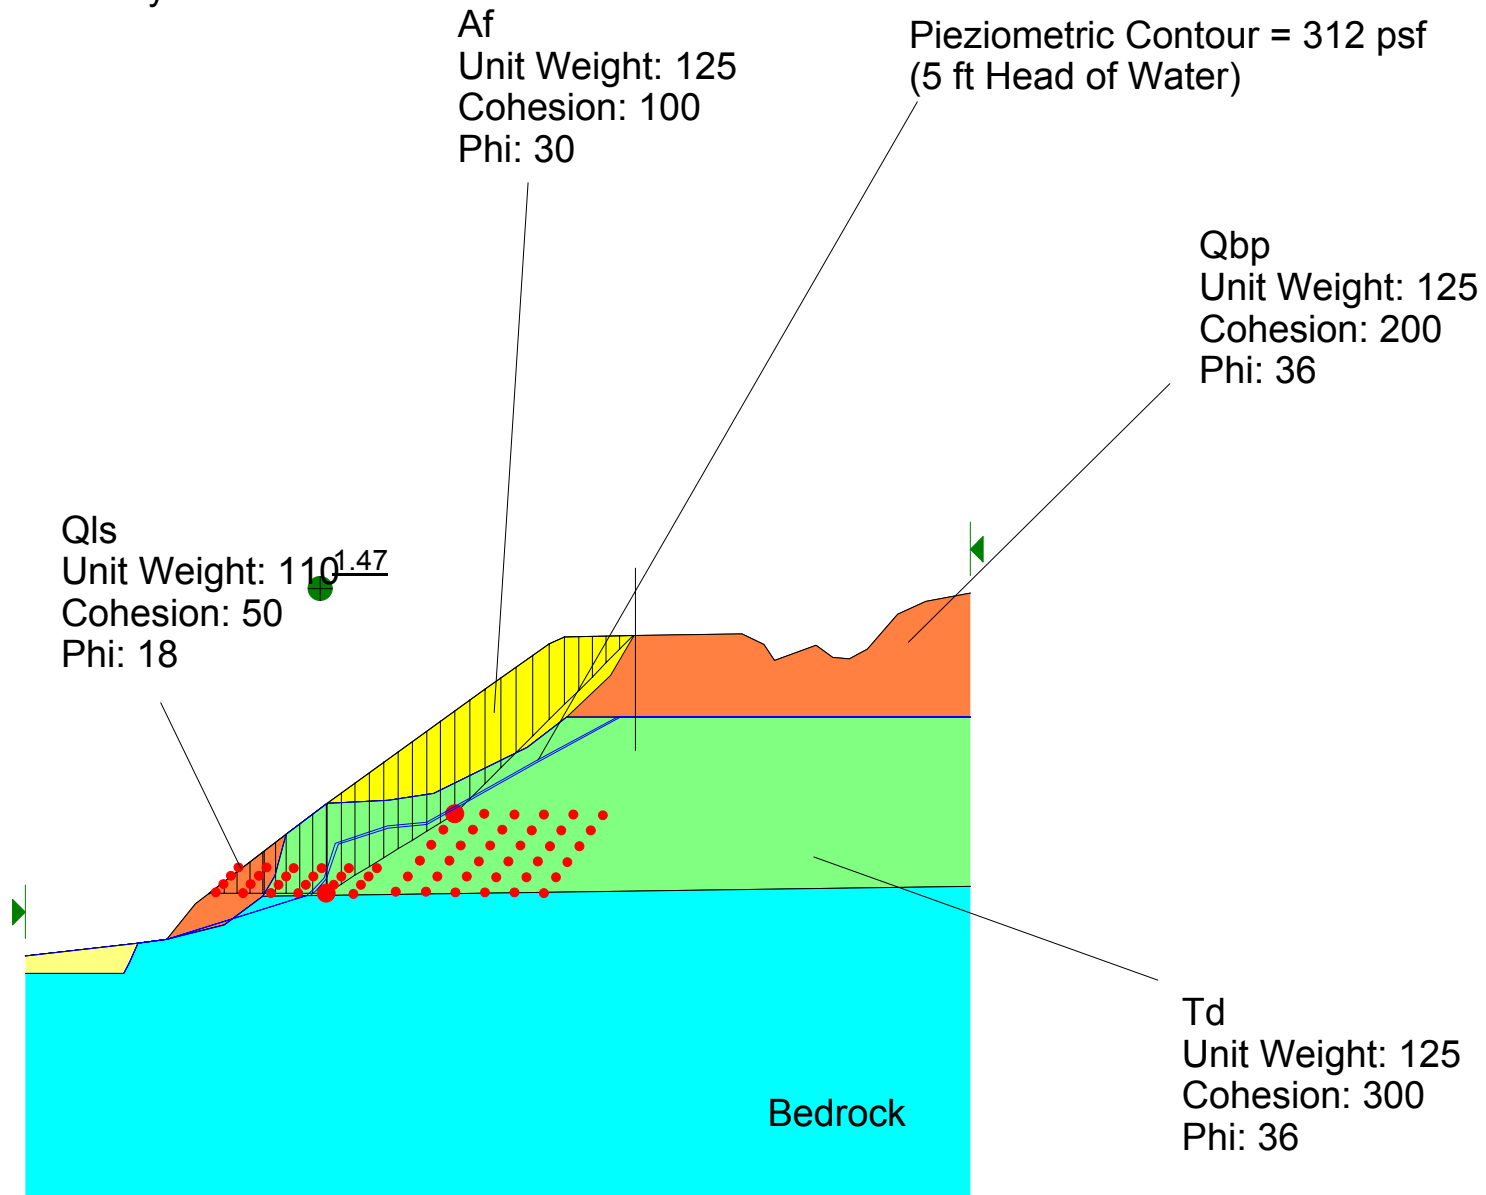 Af
Unit Weight: 125
Cohesion: 100
Phi: 30
Pieziometric Contour = 312 psf
(5 ft Head of Water)
Qbp
Unit Weight: 125
Cohesion: 200
Phi: 36
Qls
Unit Weight: 110
Cohesion: 50
Phi: 18
1.47
Td
Unit Weight: 125
Cohesion: 300
Phi: 36
Bedrock